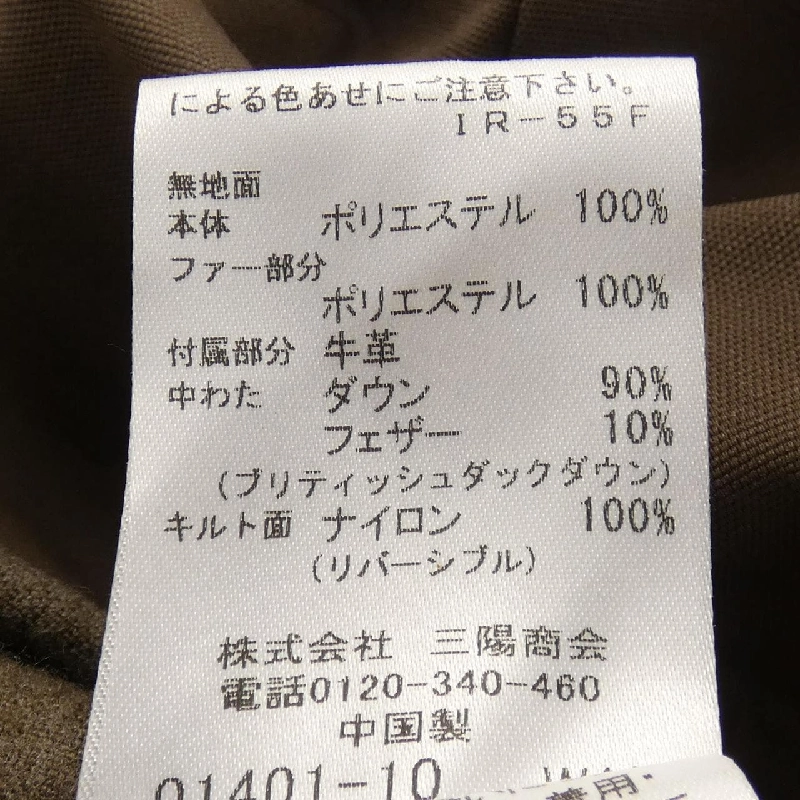 による色あせにご注意下さい。
IR-55F
無地面
本体 ポリエステル 100%
ファー部分
ポリエステル 100%
付属部分 牛革
中わた ダウン 90%
フェザー 10%
(ブリティッシュダックダウン)
キルト面 ナイロン 100%
(リバーシブル)
株式会社 三陽商会
電話0120-340-460
中国製
01401-10
着用・